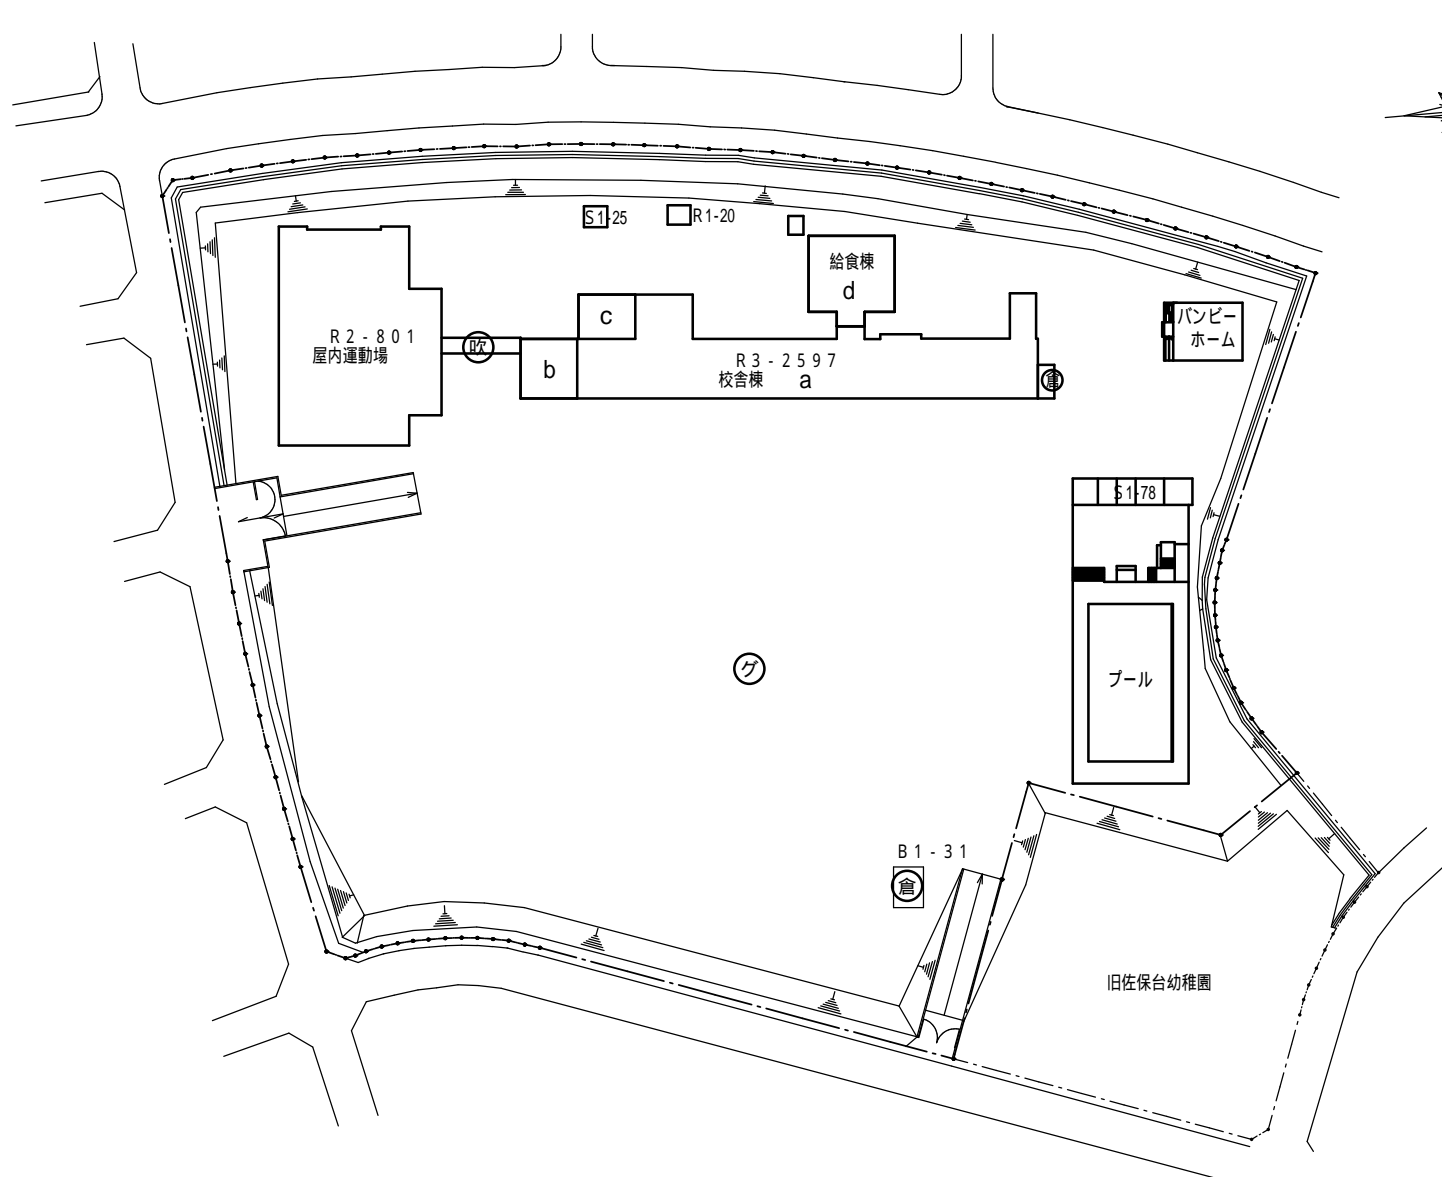 S1-25
R1-20
給食棟
d
バンビー
ホーム
c
R2-801
屋内運動場
吹
b
R3-2597
校舎棟
a
倉
S1-78
グ
プール
B1-31
倉
旧佐保台幼稚園